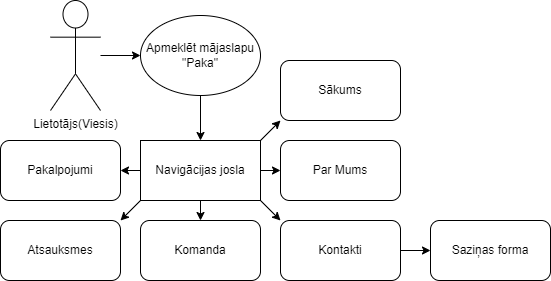 Apmeklēt mājaslapu
"Paka"
Lietotājs(Viesis)
Sākums
Pakalpojumi
Navigācijas josla
Par Mums
Atsauksmes
Komanda
Kontakti
Saziņas forma